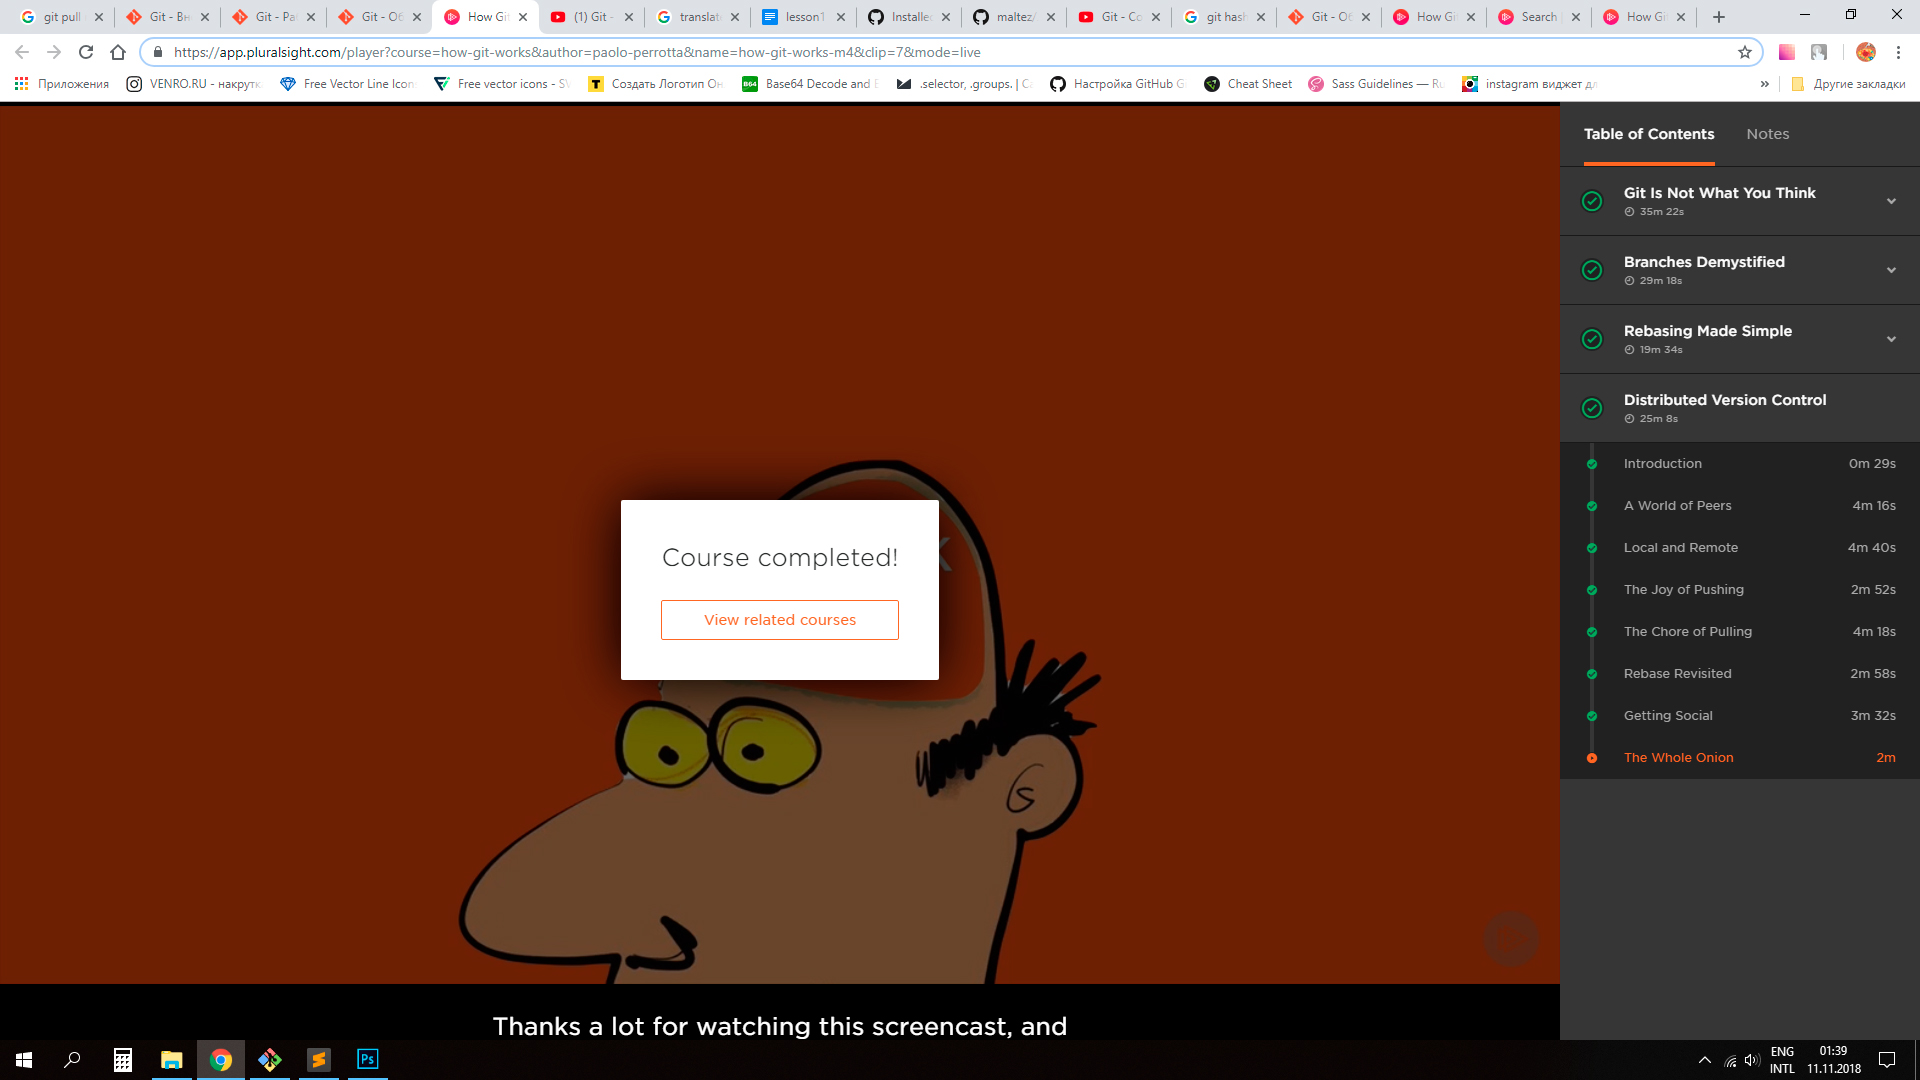 git pull
Git - Вн
Git - Ра
Git - Об
How Gi
(1) Git -
translat
lesson1
Installe
maltez/
Git - Co
git hash
Git - Об
How Gi
Search
How Gi
https://app.pluralsight.com/player?course=how-git-works&author=paolo-perrotta&name=how-git-works-m4&clip=7&mode=live
Приложения
VENRO.RU - накрутк
Free Vector Line Icon
Free vector icons - SV
Создать Логотип Он
Base64 Decode and E
.selector, .groups. | Ca
Настройка GitHub G
Cheat Sheet
Sass Guidelines — Ru
instagram виджет дл
Другие закладки
Table of Contents
Notes
Git Is Not What You Think
35m 22s
Branches Demystified
29m 18s
Rebasing Made Simple
19m 34s
Distributed Version Control
25m 8s
Introduction 0m 29s
A World of Peers 4m 16s
Local and Remote 4m 40s
The Joy of Pushing 2m 52s
The Chore of Pulling 4m 18s
Rebase Revisited 2m 58s
Getting Social 3m 32s
The Whole Onion 2m
Course completed!
View related courses
Thanks a lot for watching this screencast, and
Ps
ENG
INTL
01:39
11.11.2018